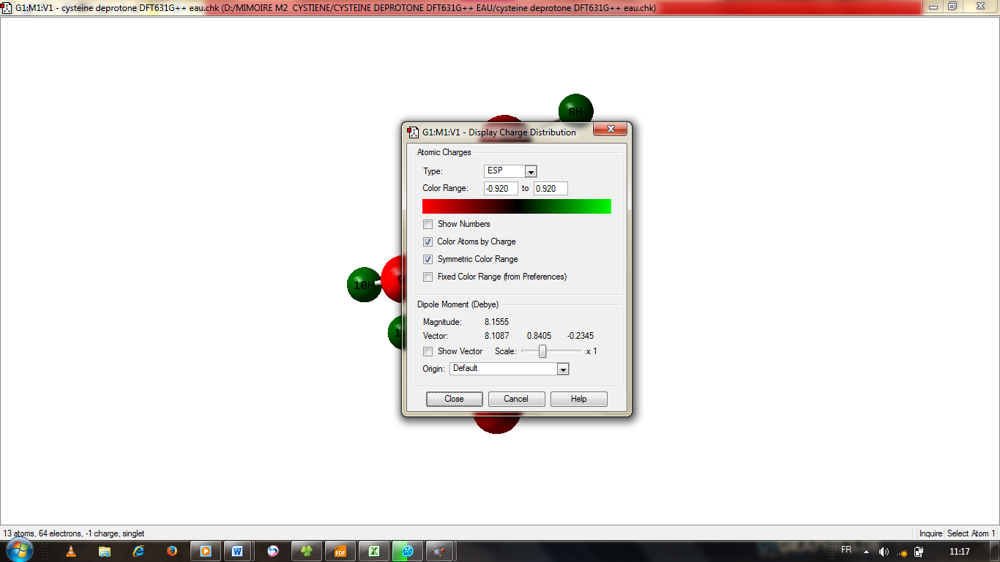 G1:M1:V1 - cysteine deprotone DFT631G++ eau.chk (D:/MIMOIRE M2  CYSTIENE/CYSTEINE DEPROTONE DFT631G++ EAU/cysteine deprotone DFT631G++ eau.chk)
8H
G1:M1:V1 - Display Charge Distribution
Atomic Charges
Type: ESP
Color Range: -0.920 to 0.920
Show Numbers
Color Atoms by Charge
Symmetric Color Range
10H
Fixed Color Range (from Preferences)
Dipole Moment (Debye)
Magnitude: 8.1555
Vector: 8.1087 0.8405 -0.2345
Show Vector Scale: x 1
Origin: Default
Close Cancel Help
13 atoms, 64 electrons, -1 charge, singlet
Inquire Select Atom 1
W PDF X FR 11:17